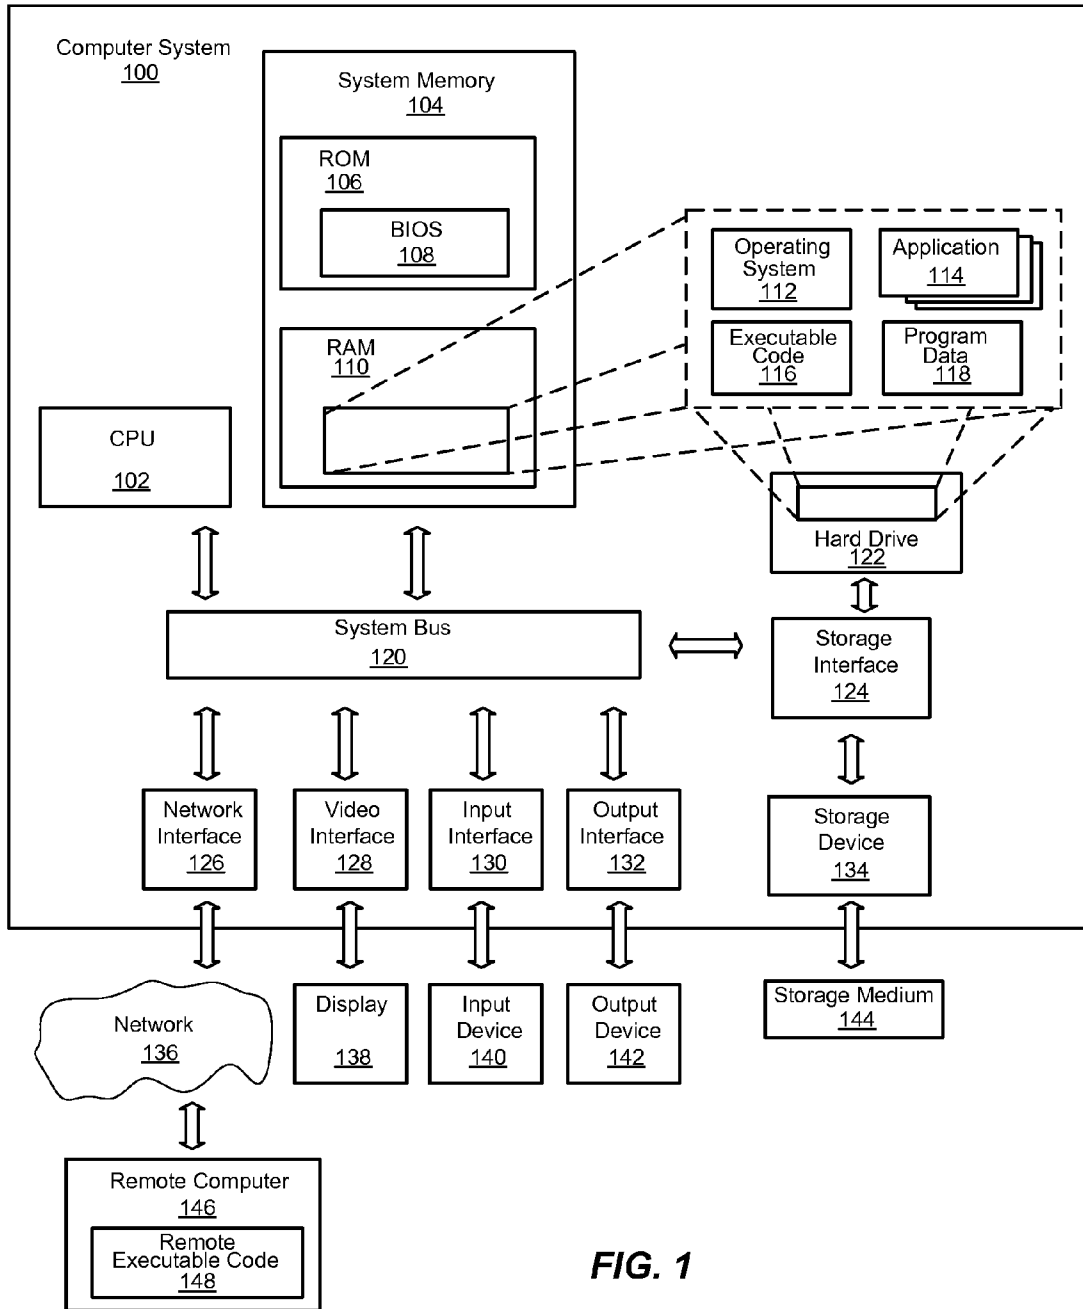 Computer System
100
System Memory
104
ROM
106
BIOS
108
RAM
110
Operating
System
112
Application
114
Executable
Code
116
Program
Data
118
CPU
102
Hard Drive
122
System Bus
120
Storage
Interface
124
Network
Interface
126
Video
Interface
128
Input
Interface
130
Output
Interface
132
Storage
Device
134
Network
136
Display
138
Input
Device
140
Output
Device
142
Storage Medium
144
Remote Computer
146
Remote
Executable Code
148
FIG. 1